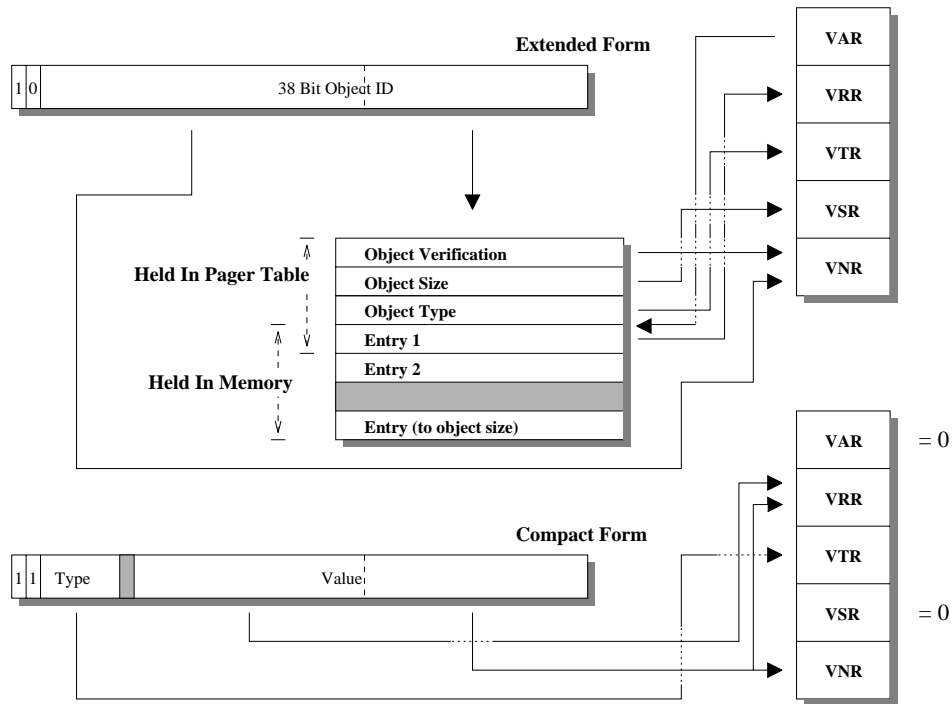 Extended Form
1 0 38 Bit Object ID
VAR
VRR
VTR
VSR
VNR
Held In Pager Table
Held In Memory
Object Verification
Object Size
Object Type
Entry 1
Entry 2
Entry (to object size)
Compact Form
1 1 Type Value
VAR = 0
VRR
VTR
VSR = 0
VNR